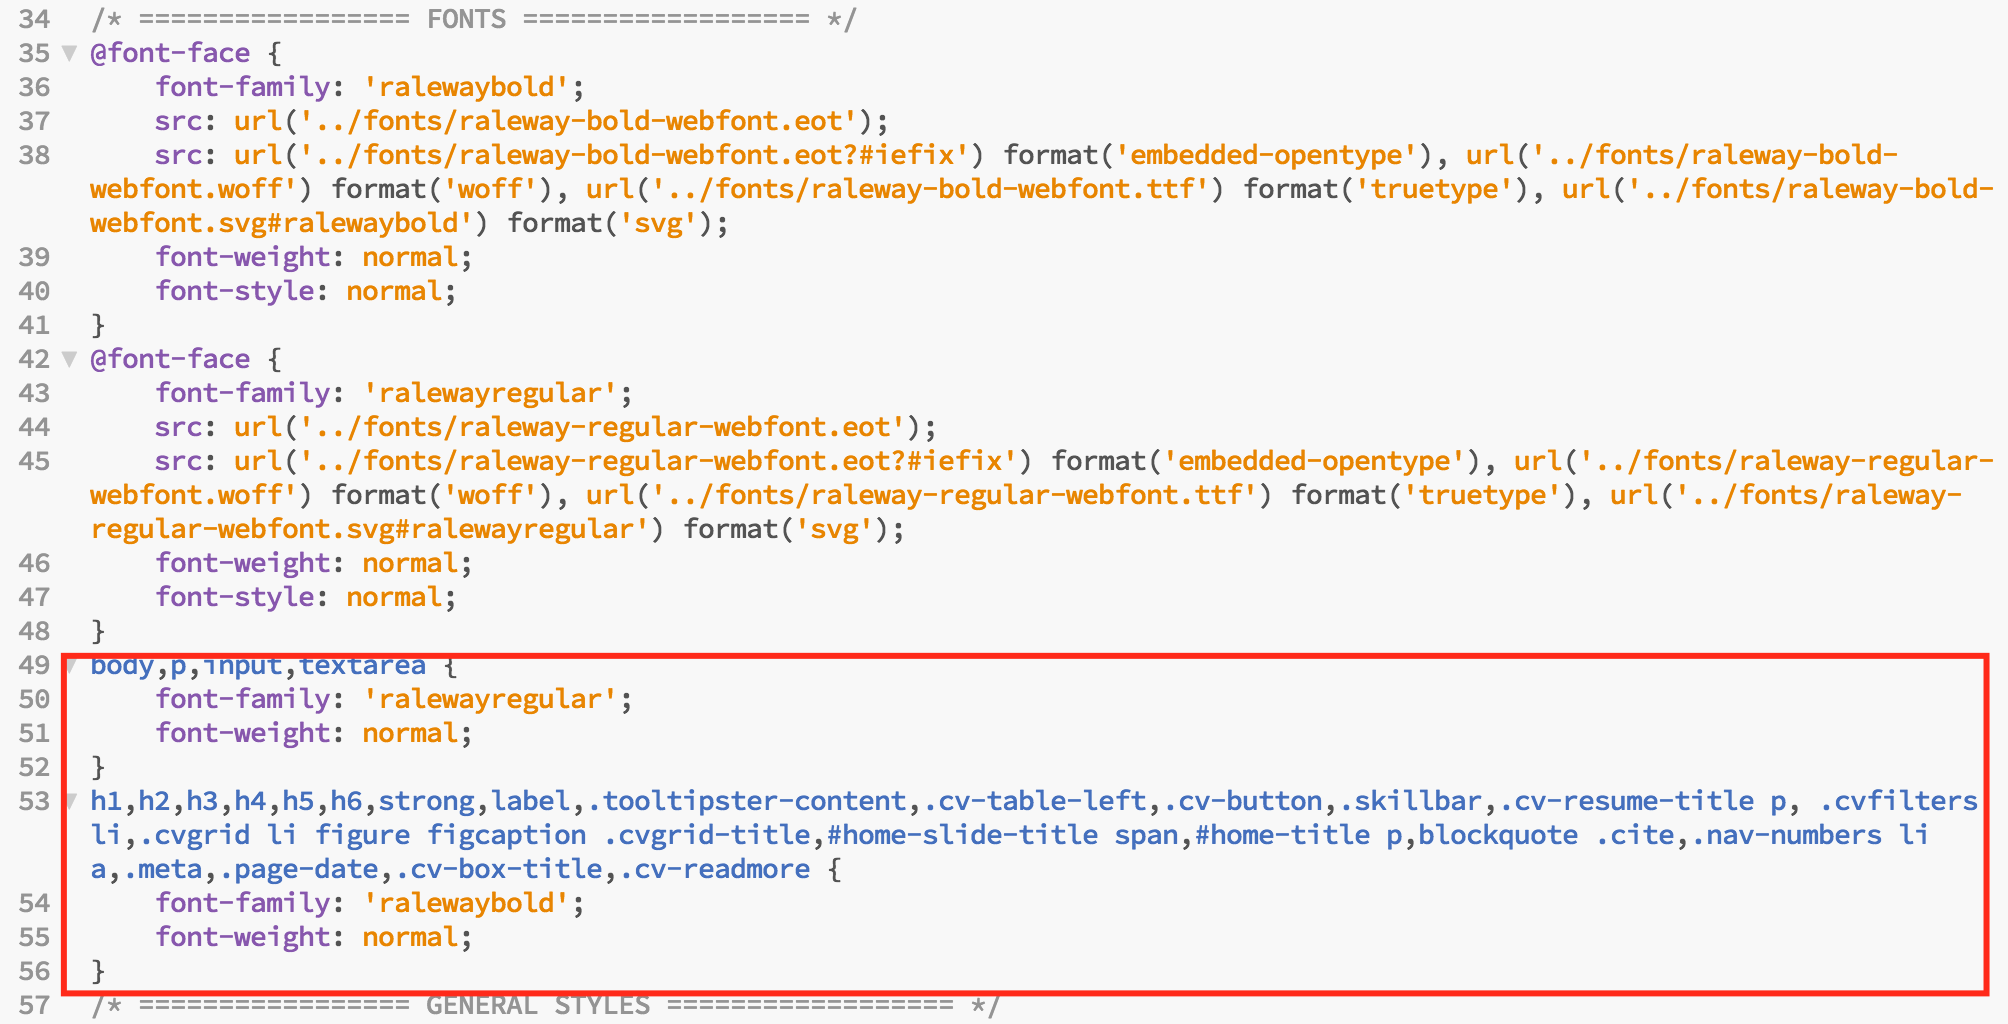 34 /* ================= FONTS ================== */
35 @font-face {
36 font-family: 'ralewaybold';
37 src: url('../fonts/raleway-bold-webfont.eot');
38 src: url('../fonts/raleway-bold-webfont.eot?#iefix') format('embedded-opentype'), url('../fonts/raleway-bold-
webfont.woff') format('woff'), url('../fonts/raleway-bold-webfont.ttf') format('truetype'), url('../fonts/raleway-bold-
webfont.svg#ralewaybold') format('svg');
39 font-weight: normal;
40 font-style: normal;
41 }
42 @font-face {
43 font-family: 'ralewayregular';
44 src: url('../fonts/raleway-regular-webfont.eot');
45 src: url('../fonts/raleway-regular-webfont.eot?#iefix') format('embedded-opentype'), url('../fonts/raleway-regular-
webfont.woff') format('woff'), url('../fonts/raleway-regular-webfont.ttf') format('truetype'), url('../fonts/raleway-
regular-webfont.svg#ralewayregular') format('svg');
46 font-weight: normal;
47 font-style: normal;
48 }
49 body,p,input,textarea {
50 font-family: 'ralewayregular';
51 font-weight: normal;
52 }
53 h1,h2,h3,h4,h5,h6,strong,label,.tooltipster-content,.cv-table-left,.cv-button,.skillbar,.cv-resume-title p, .cvfilters
li,.cvgrid li figure figcaption .cvgrid-title,#home-slide-title span,#home-title p,blockquote .cite,.nav-numbers li
a,.meta,.page-date,.cv-box-title,.cv-readmore {
54 font-family: 'ralewaybold';
55 font-weight: normal;
56 }
57 /* ================= GENERAL STYLES ================== */